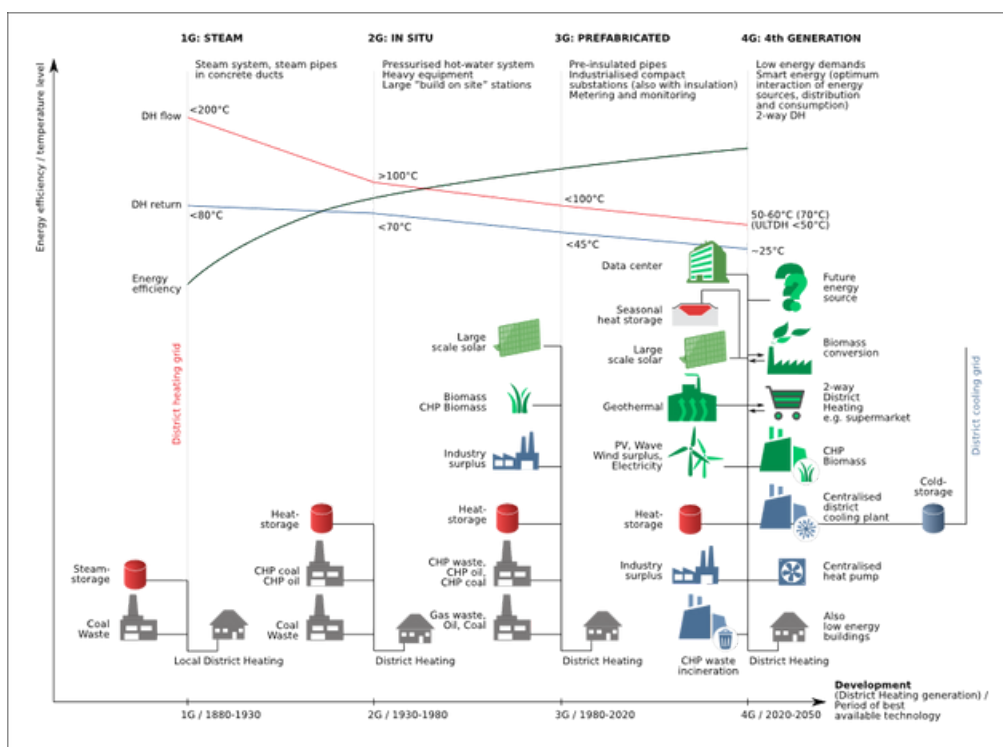 1G: STEAM
2G: IN SITU
3G: PREFABRICATED
4G: 4th GENERATION
Steam system, steam pipes
in concrete ducts
Pressurised hot-water system
Heavy equipment
Large "build on site" stations
Pre-insulated pipes
Industrialised compact
substations (also with insulation)
Metering and monitoring
Low energy demands
Smart energy (optimum
interaction of energy
sources, distribution
and consumption)
2-way DH
Energy efficiency / temperature level
DH flow
<200°C
>100°C
<100°C
50-60°C (70°C)
(ULTDH <50°C)
DH return
<80°C
<70°C
<45°C
~25°C
Energy
efficiency
District heating grid
District cooling grid
Data center
Future
energy
source
Seasonal
heat storage
Large
scale solar
Large
scale solar
Biomass
conversion
Biomass
CHP Biomass
Geothermal
2-way
District
Heating
e.g. supermarket
Industry
surplus
PV, Wave
Wind surplus,
Electricity
CHP
Biomass
Heat-
storage
Heat-
storage
Heat-
storage
Centralised
district
cooling plant
Cold-
storage
Steam-
storage
CHP coal
CHP oil
CHP waste,
CHP oil,
CHP coal
Industry
surplus
Centralised
heat pump
Coal
Waste
Coal
Waste
Gas waste,
Oil, Coal
Also
low energy
buildings
Local District Heating
District Heating
District Heating
CHP waste
incineration
District Heating
Development
(District Heating generation) /
Period of best
available technology
1G / 1880-1930
2G / 1930-1980
3G / 1980-2020
4G / 2020-2050